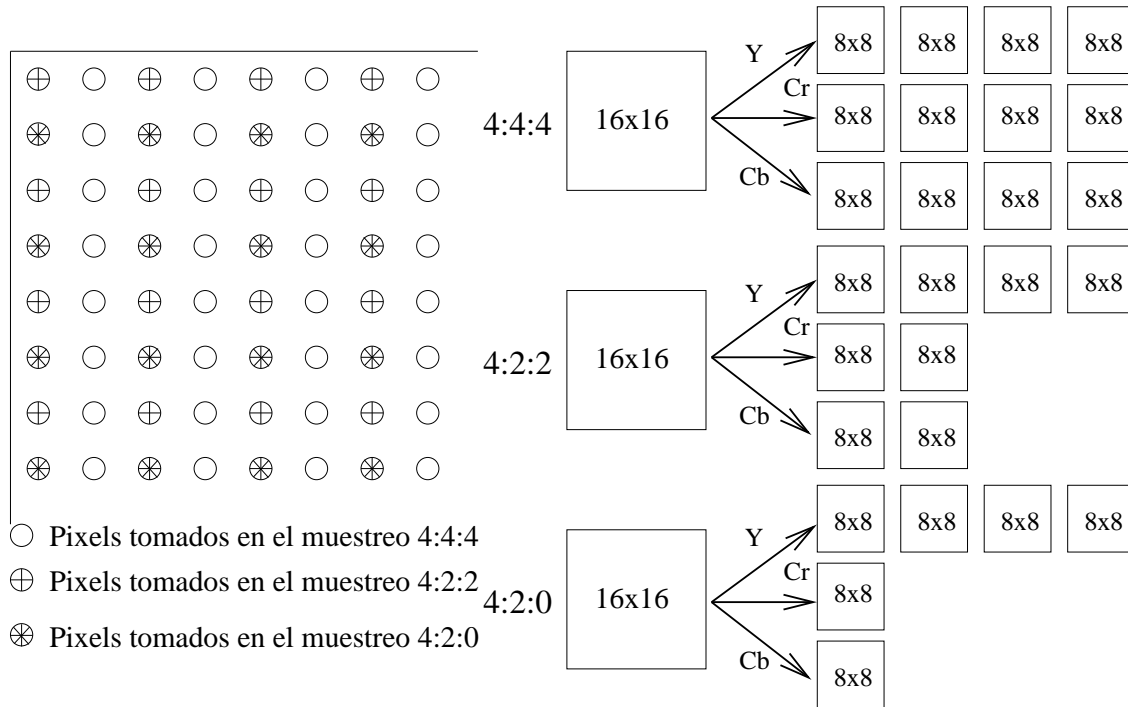 Y
8x8 8x8 8x8 8x8
4:4:4
16x16
Cr
8x8 8x8 8x8 8x8
Cb
8x8 8x8 8x8 8x8
Y
8x8 8x8 8x8 8x8
4:2:2
16x16
Cr
8x8 8x8
Cb
8x8 8x8
Y
8x8 8x8 8x8 8x8
4:2:0
16x16
Cr
8x8
Cb
8x8
Pixels tomados en el muestreo 4:4:4
Pixels tomados en el muestreo 4:2:2
Pixels tomados en el muestreo 4:2:0